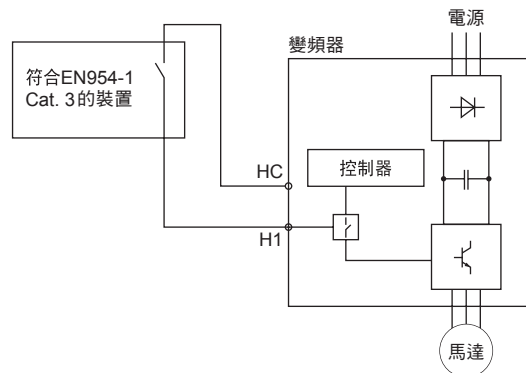 電源
變頻器
符合EN954-1
Cat. 3的裝置
控制器
HC
H1
馬達